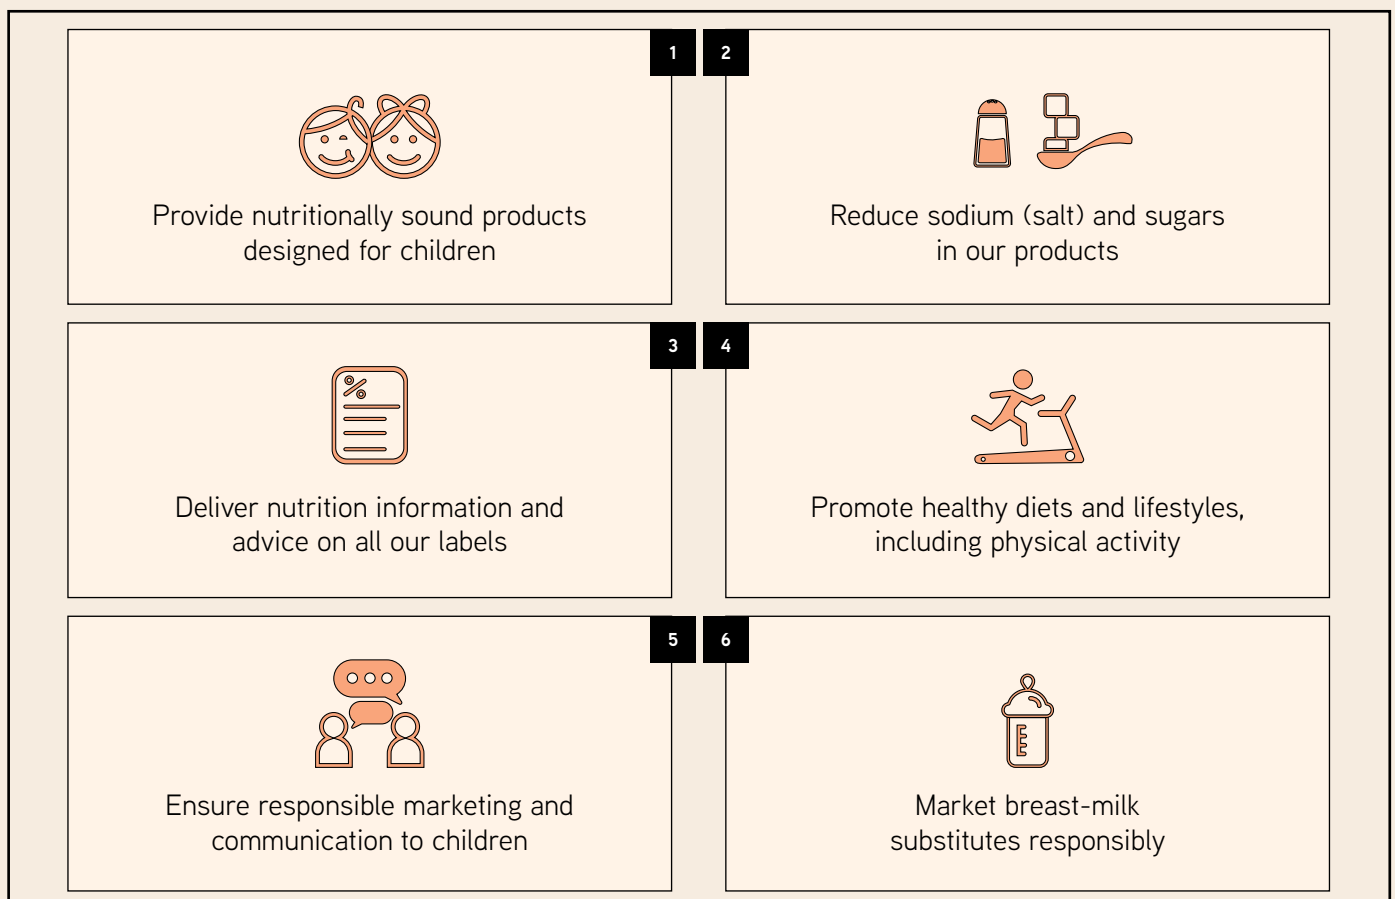 1
Provide nutritionally sound products
designed for children
2
Reduce sodium (salt) and sugars
in our products
3
Deliver nutrition information and
advice on all our labels
4
Promote healthy diets and lifestyles,
including physical activity
5
Ensure responsible marketing and
communication to children
6
Market breast-milk
substitutes responsibly